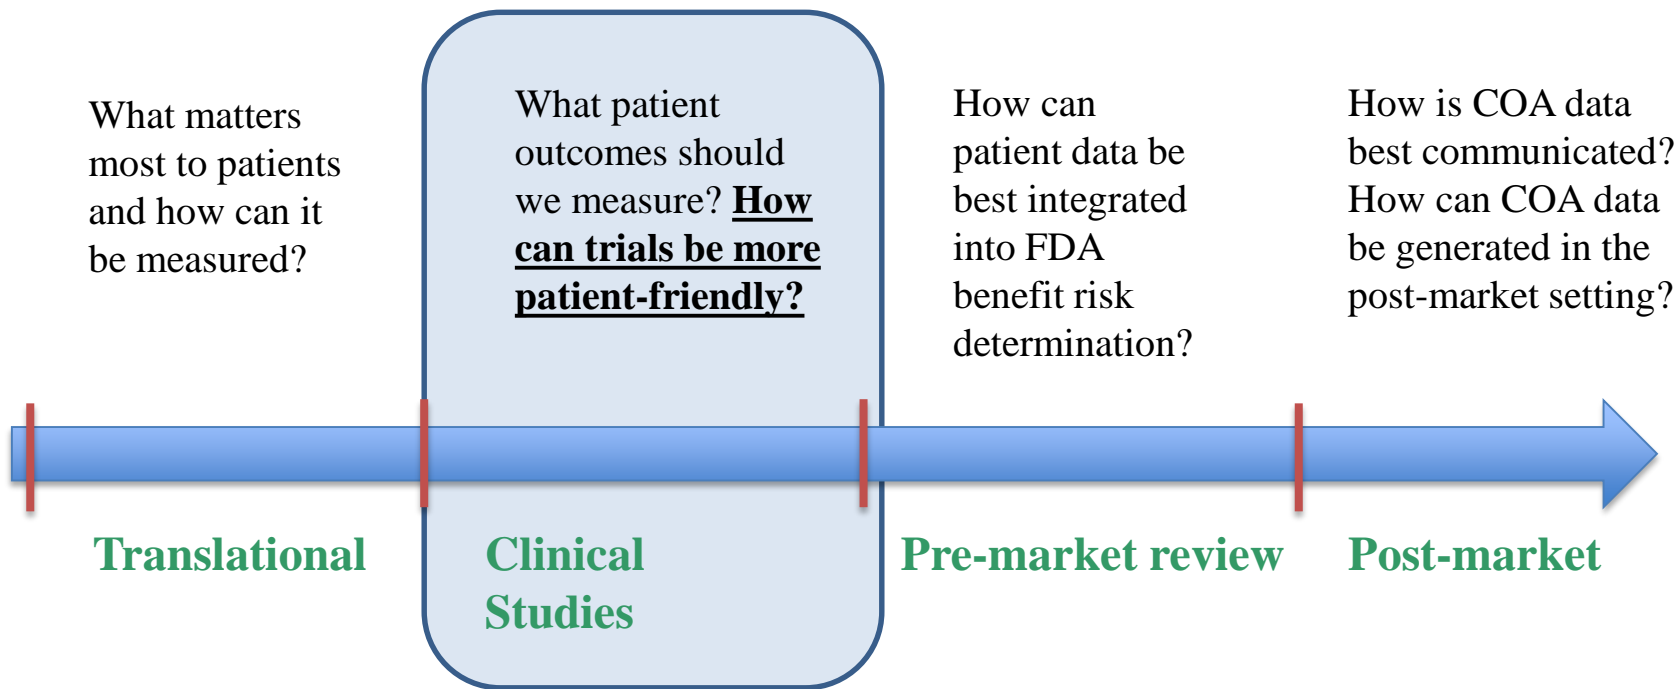 What matters
most to patients
and how can it
be measured?
What patient
outcomes should
we measure? How
can trials be more
patient-friendly?
How can
patient data be
best integrated
into FDA
benefit risk
determination?
How is COA data
best communicated?
How can COA data
be generated in the
post-market setting?
Translational
Clinical
Studies
Pre-market review
Post-market